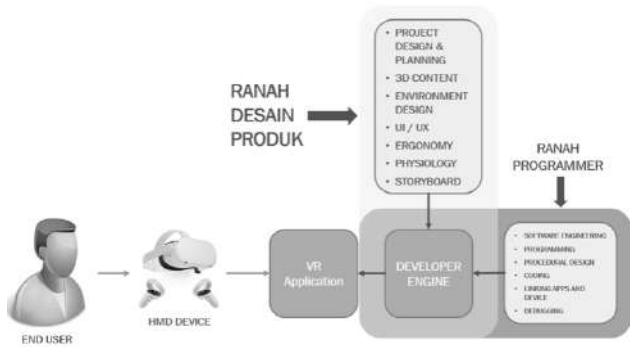 • PROJECT
DESIGN &
PLANNING
• 3D CONTENT
• ENVIRONMENT
DESIGN
• UI / UX
• ERGONOMY
• PHYSIOLOGY
• STORYBOARD
RANAH
DESAIN
PRODUK
RANAH
PROGRAMMER
• SOFTWARE ENGINEERING
• PROGRAMMING
• PROCEDURAL DESIGN
• CODING
• LINKING APPS AND
DEVICE
• DEBUGGING
DEVELOPER
ENGINE
VR
Application
HMD DEVICE
END USER